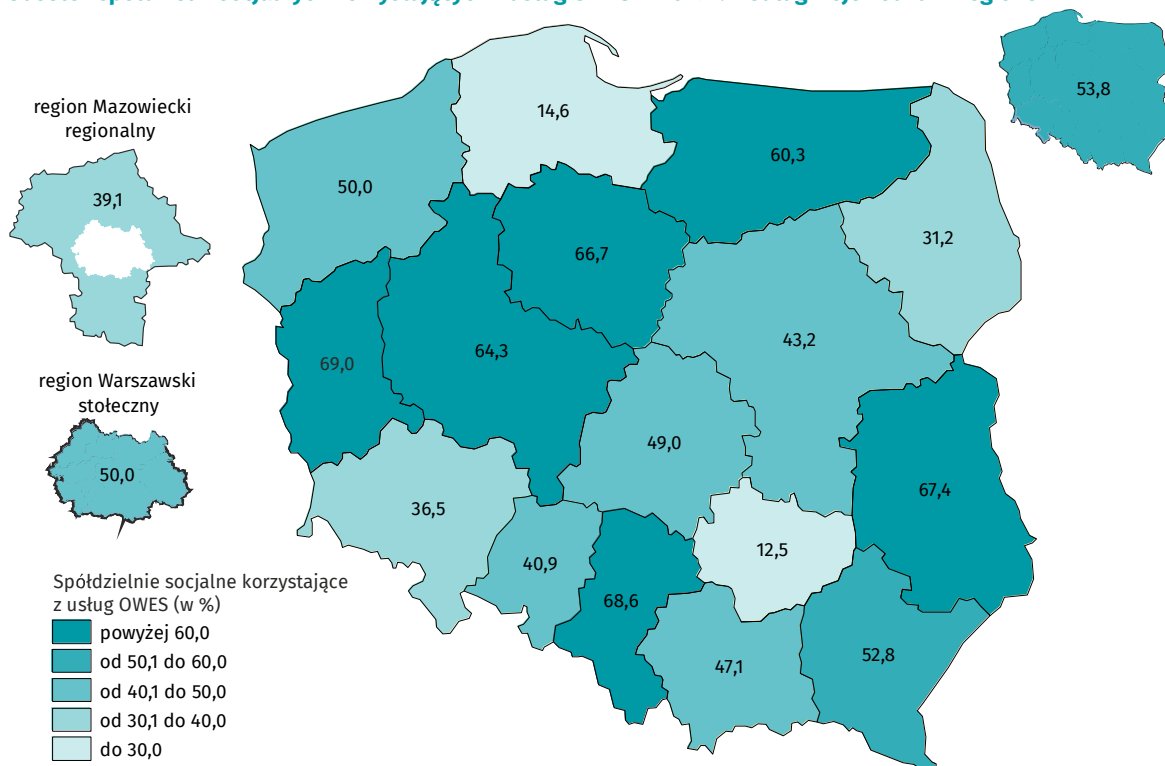 region Mazowiecki
regionalny
39,1
region Warszawski
stołeczny
50,0
53,8
14,6
60,3
50,0
31,2
66,7
43,2
64,3
69,0
49,0
67,4
36,5
12,5
40,9
68,6
47,1
52,8
Spółdzielnie socjalne korzystające
z usług OWES (w %)
powyżej 60,0
od 50,1 do 60,0
od 40,1 do 50,0
od 30,1 do 40,0
do 30,0